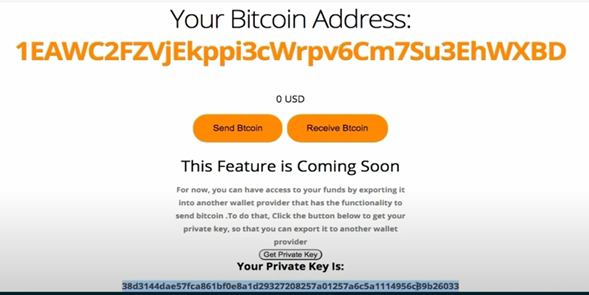 Your Bitcoin Address:
1EAWC2FZVjEkppi3cWrpv6Cm7Su3EhWXBD
0 USD
Send Btcoin
Receive Btcoin
This Feature is Coming Soon
For now, you can have access to your funds by exporting it
into another wallet provider that has the functionality to
send bitcoin .To do that, Click the button below to get your
private key, so that you can export it to another wallet
provider
Get Private Key
Your Private Key Is: